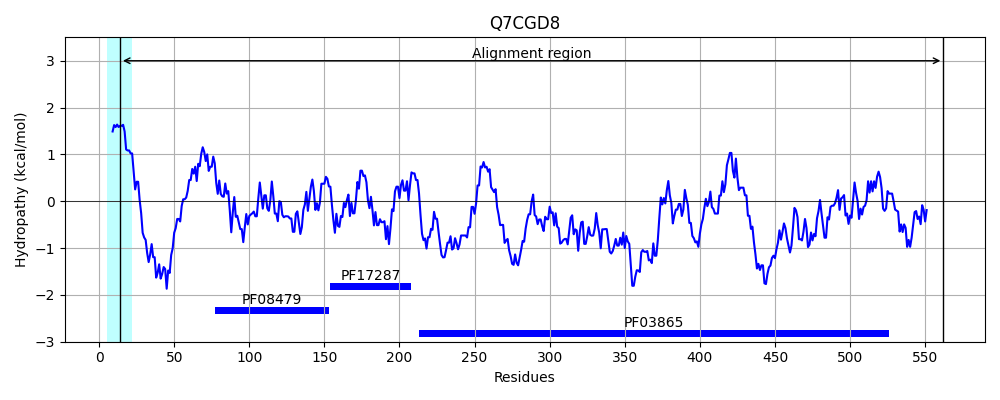 Q7CGD8
Alignment region
3
2
1
0
−1
−2
−3
Hydropathy (kcal/mol)
PF17287
PF08479
PF03865
0 50 100 150 200 250 300 350 400 450 500 550
Residues